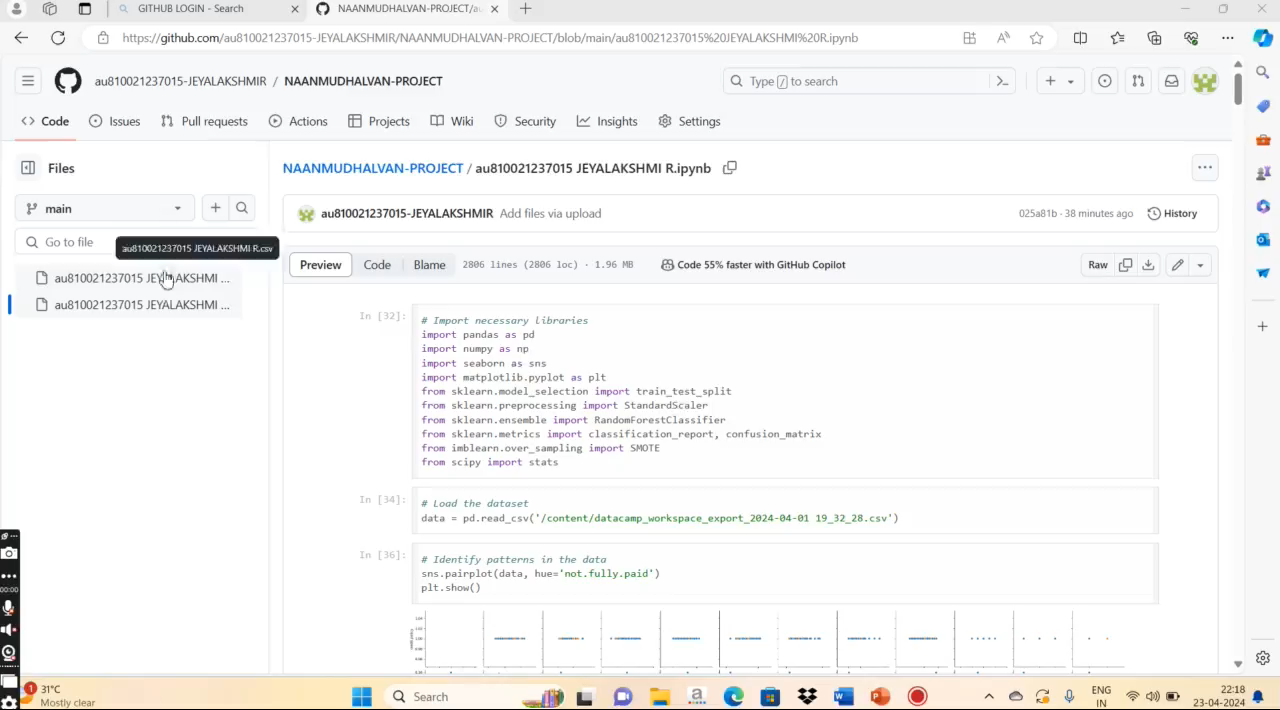 GITHUB LOGIN - Search
NAANMUDHALVAN-PROJECT/au
https://github.com/au810021237015-JEYALAKSHMIR/NAANMUDHALVAN-PROJECT/blob/main/au810021237015%20JEYALAKSHMI%20R.ipynb
au810021237015-JEYALAKSHMIR / NAANMUDHALVAN-PROJECT
Type / to search
Code
Issues
Pull requests
Actions
Projects
Wiki
Security
Insights
Settings
Files
main
Go to file
au810021237015 JEYALAKSHMI R.csv
au810021237015 JEYALAKSHMI ...
au810021237015 JEYALAKSHMI ...
NAANMUDHALVAN-PROJECT / au810021237015 JEYALAKSHMI R.ipynb
au810021237015-JEYALAKSHMIR Add files via upload
025a81b · 38 minutes ago
History
Preview
Code
Blame
2806 lines (2806 loc) · 1.96 MB
Code 55% faster with GitHub Copilot
Raw
In [32]:
# Import necessary libraries
import pandas as pd
import numpy as np
import seaborn as sns
import matplotlib.pyplot as plt
from sklearn.model_selection import train_test_split
from sklearn.preprocessing import StandardScaler
from sklearn.ensemble import RandomForestClassifier
from sklearn.metrics import classification_report, confusion_matrix
from imblearn.over_sampling import SMOTE
from scipy import stats
In [34]:
# Load the dataset
data = pd.read_csv('/content/datacamp_workspace_export_2024-04-01 19_32_28.csv')
In [36]:
# Identify patterns in the data
sns.pairplot(data, hue='not.fully.paid')
plt.show()
00:00
1
31°C
Mostly clear
Search
ENG
IN
22:18
23-04-2024